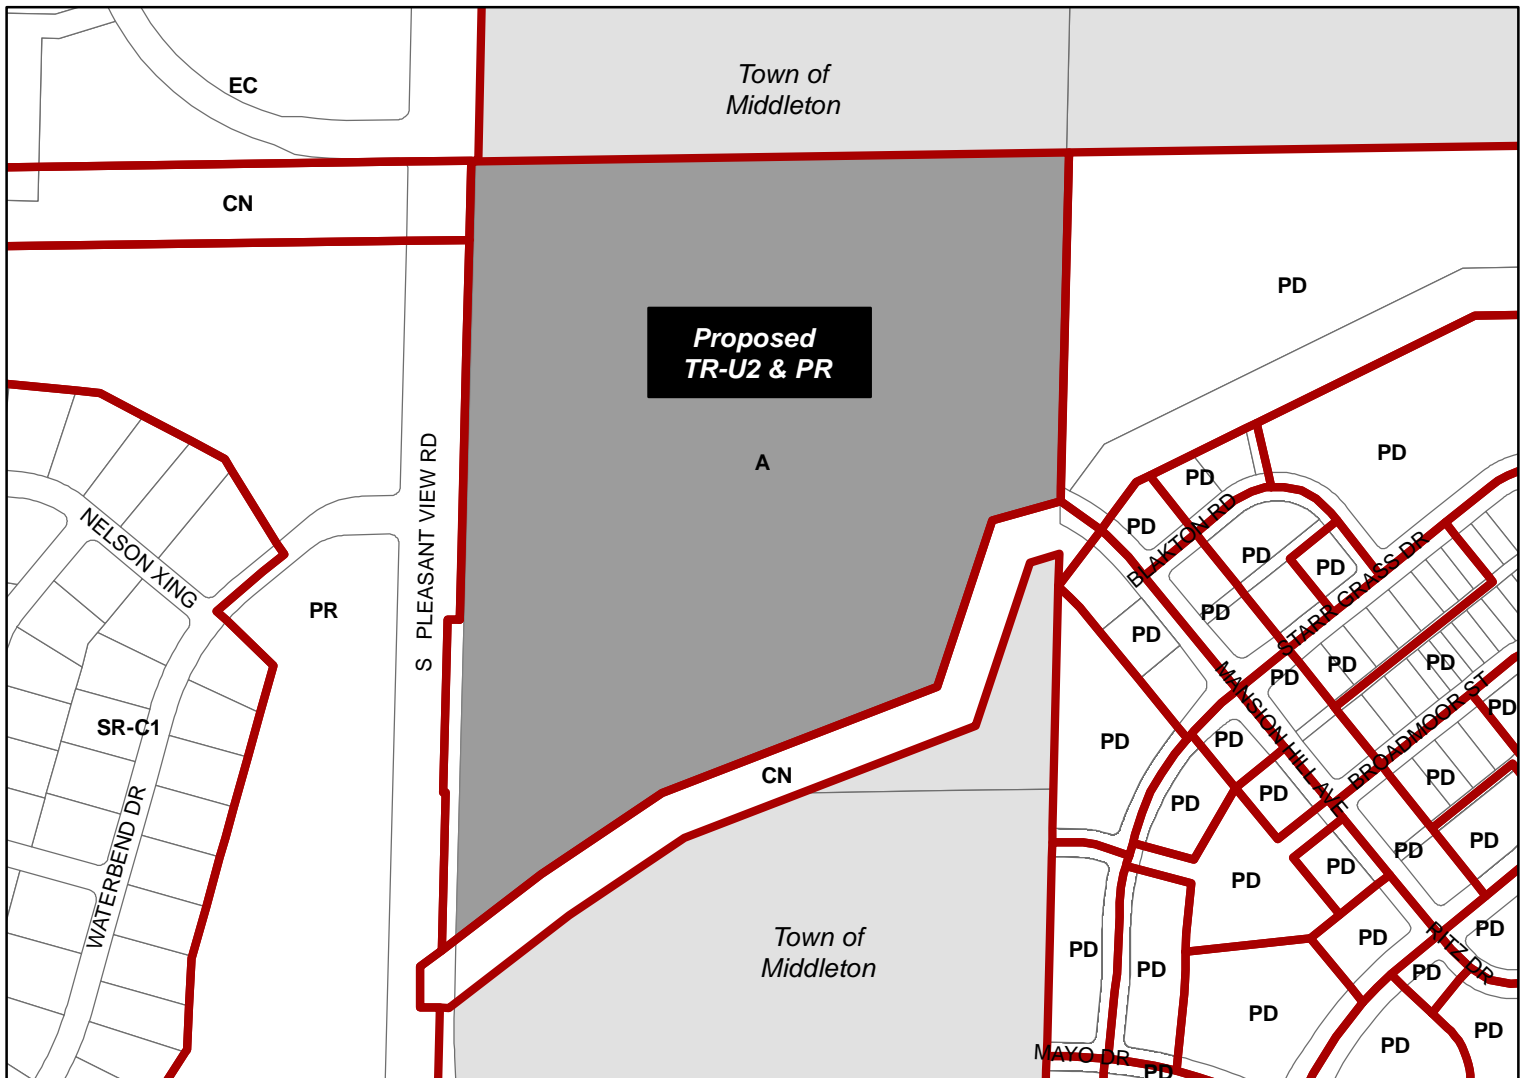 EC
Town of
Middleton
CN
PD
Proposed
TR-U2 & PR
A
PD
PD
PD
BLAKTON RD
PD
PD
STARR GRASS DR
S PLEASANT VIEW RD
NELSON XING
PR
PD
PD
PD
PD
PD
MANSION HILL AVE
PD
BROADMOOR ST
PD
SR-C1
PD
PD
CN
PD
PD
PD
WATERBEND DR
PD
PD
PD
PD
Town of
Middleton
PD
PD
PD
RITZ DR
PD
PD
PD
PD
PD
PD
MAYO DR
PD